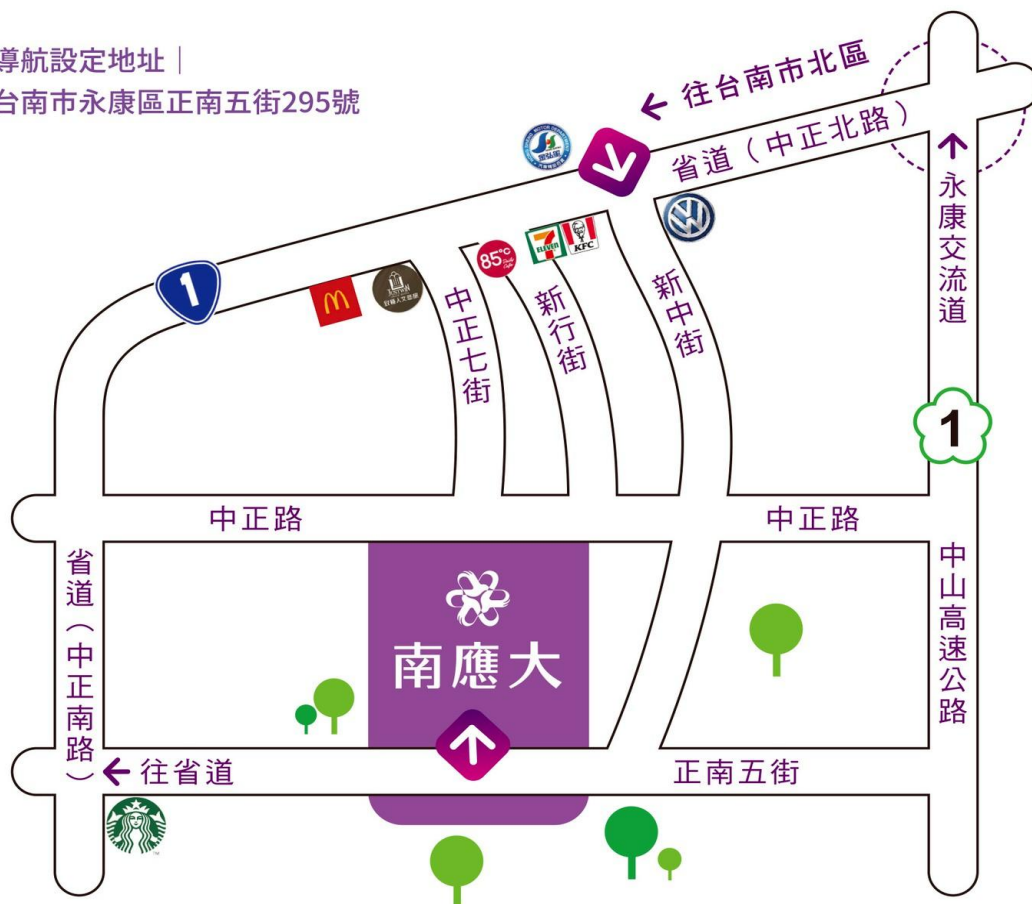 導航設定地址｜
台南市永康區正南五街295號
往台南市北區
省道（中正北路）
永康交流道
1
85°C
7
ELEVEN
KFC
中正七街
新行街
新中街
1
中正路
中正路
省道（中正南路）
南應大
中山高速公路
往省道
正南五街